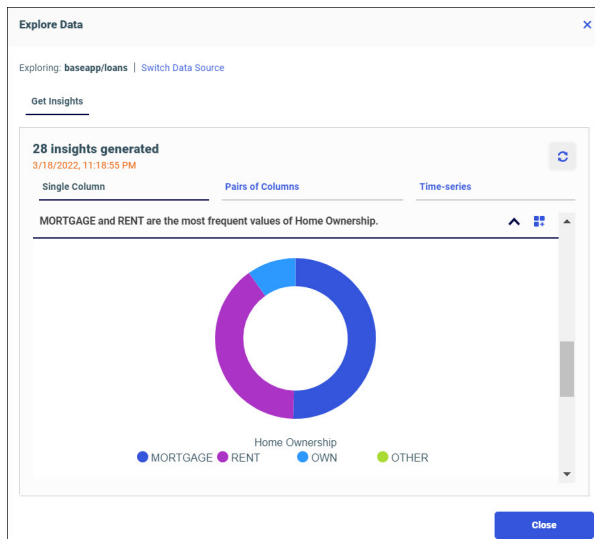 Explore Data
Exploring: baseapp/loans | Switch Data Source
Get Insights
28 insights generated
3/18/2022, 11:18:55 PM
Single Column Pairs of Columns Time-series
MORTGAGE and RENT are the most frequent values of Home Ownership.
Home Ownership
MORTGAGE RENT OWN OTHER
Close